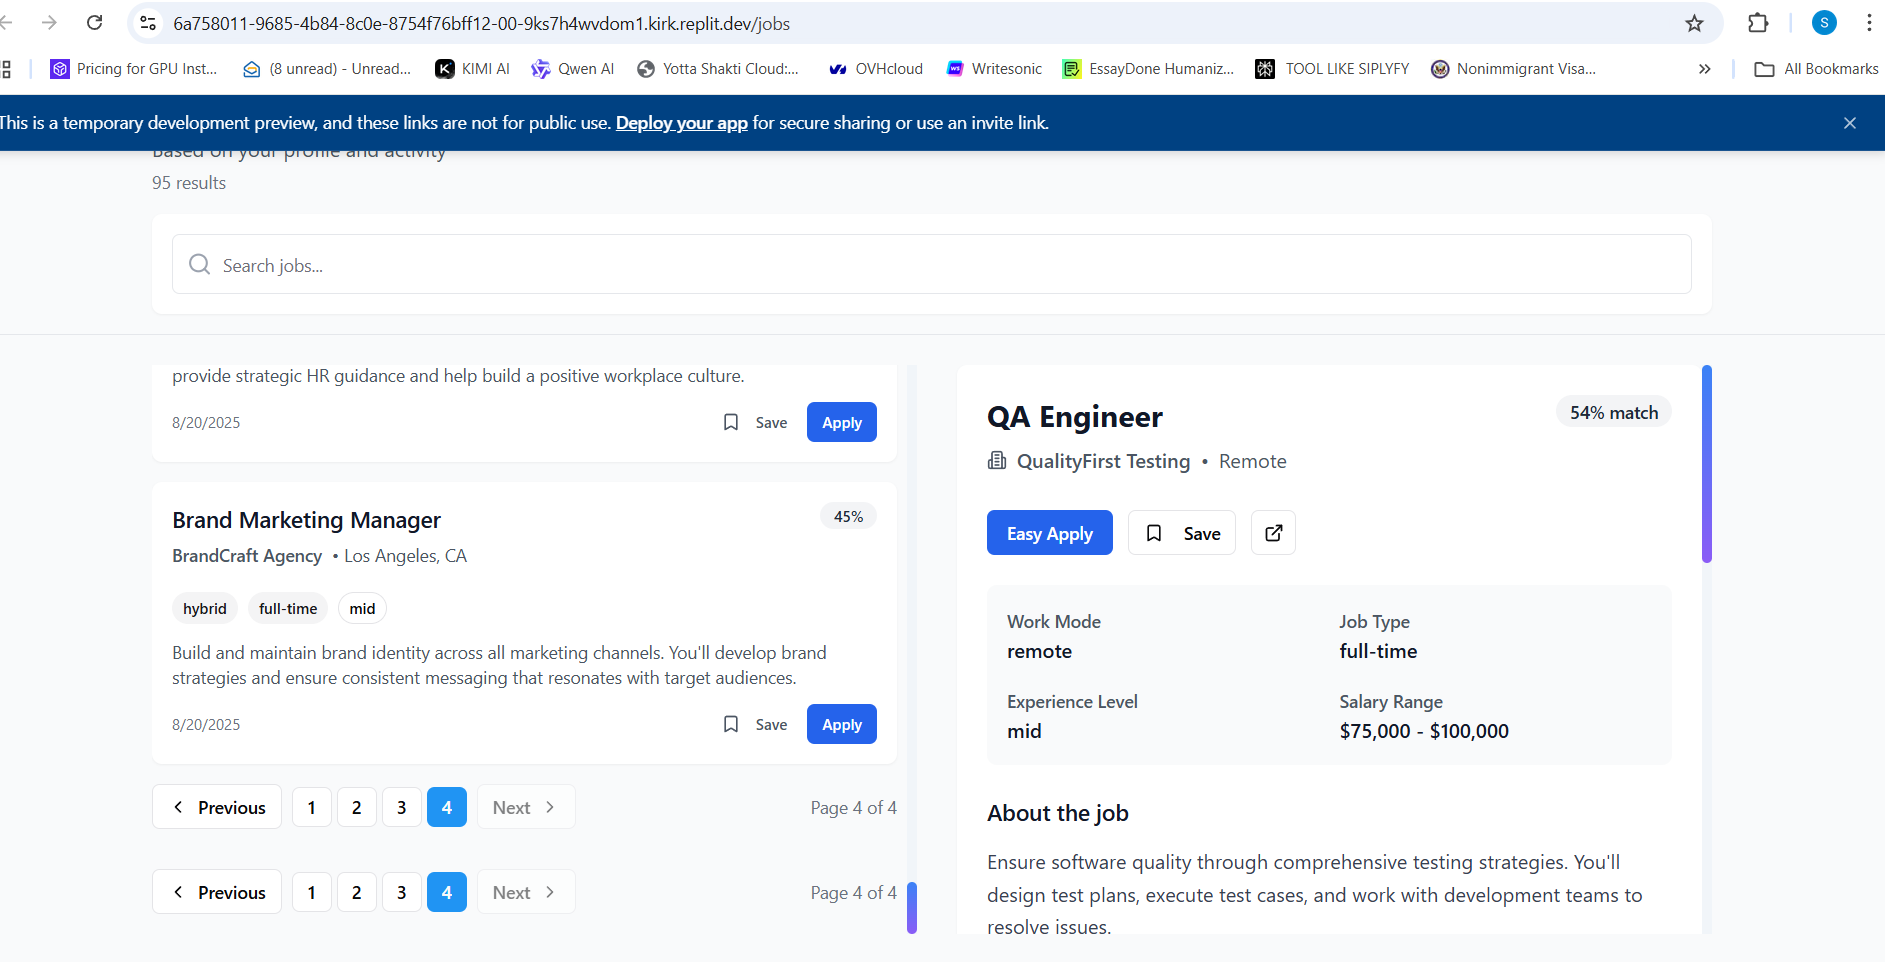 6a758011-9685-4b84-8c0e-8754f76bff12-00-9ks7h4wvdom1.kirk.replit.dev/jobs
S
Pricing for GPU Inst...
(8 unread) - Unread...
KIMI AI
Qwen AI
Yotta Shakti Cloud:...
OVHcloud
Writesonic
EssayDone Humaniz...
TOOL LIKE SIPLYFY
Nonimmigrant Visa...
»
All Bookmarks
This is a temporary development preview, and these links are not for public use. Deploy your app for secure sharing or use an invite link.
Based on your profile and activity
95 results
Search jobs...
provide strategic HR guidance and help build a positive workplace culture.
8/20/2025
Save
Apply
Brand Marketing Manager
45%
BrandCraft Agency • Los Angeles, CA
hybrid
full-time
mid
Build and maintain brand identity across all marketing channels. You'll develop brand
strategies and ensure consistent messaging that resonates with target audiences.
8/20/2025
Save
Apply
Previous 1 2 3 4 Next
Page 4 of 4
Previous 1 2 3 4 Next
Page 4 of 4
QA Engineer
54% match
QualityFirst Testing • Remote
Easy Apply
Save
Work Mode
remote
Job Type
full-time
Experience Level
mid
Salary Range
$75,000 - $100,000
About the job
Ensure software quality through comprehensive testing strategies. You'll
design test plans, execute test cases, and work with development teams to
resolve issues.